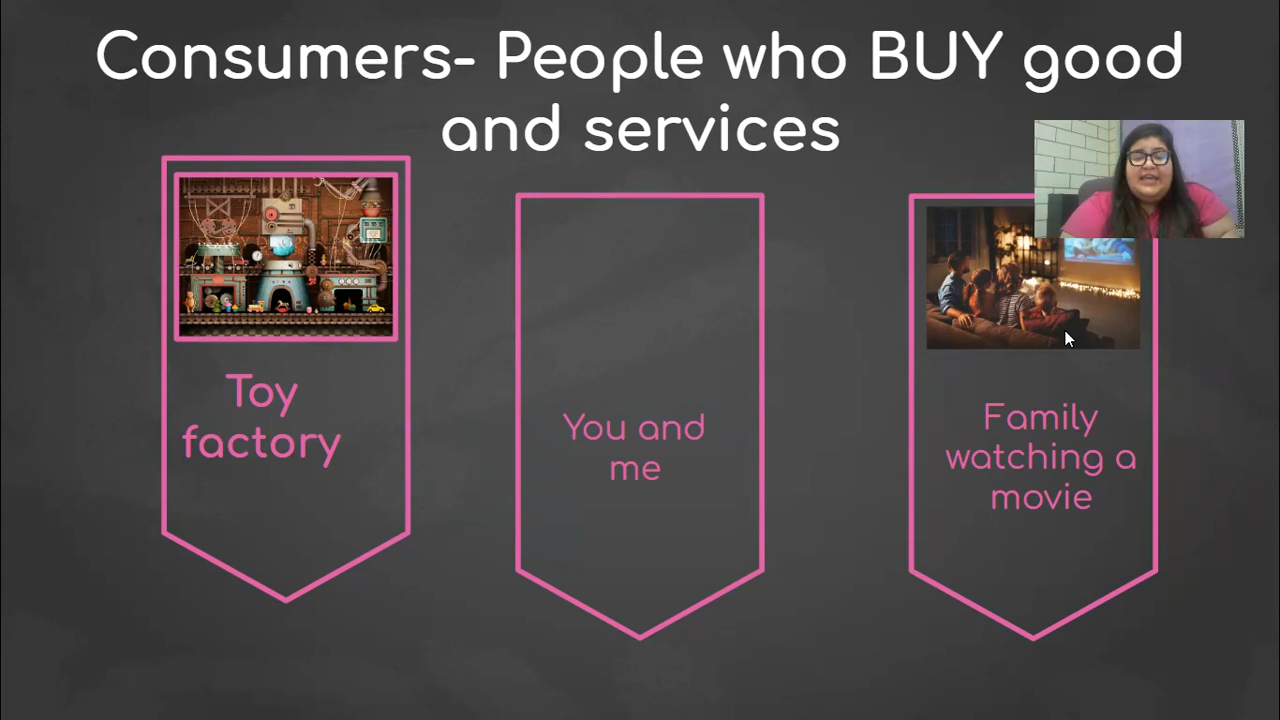 Consumers- People who BUY good
and services
Toy
factory
You and
me
Family
watching a
movie